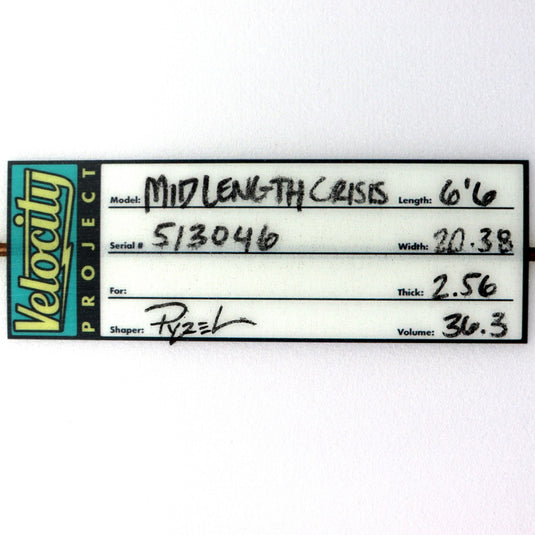 Velocity
PROJECT
Model: MIDLENGTH CRISIS Length: 6'6
Serial # 513046 Width: 20.38
For: Thick: 2.56
Shaper: Pyzel Volume: 36.3